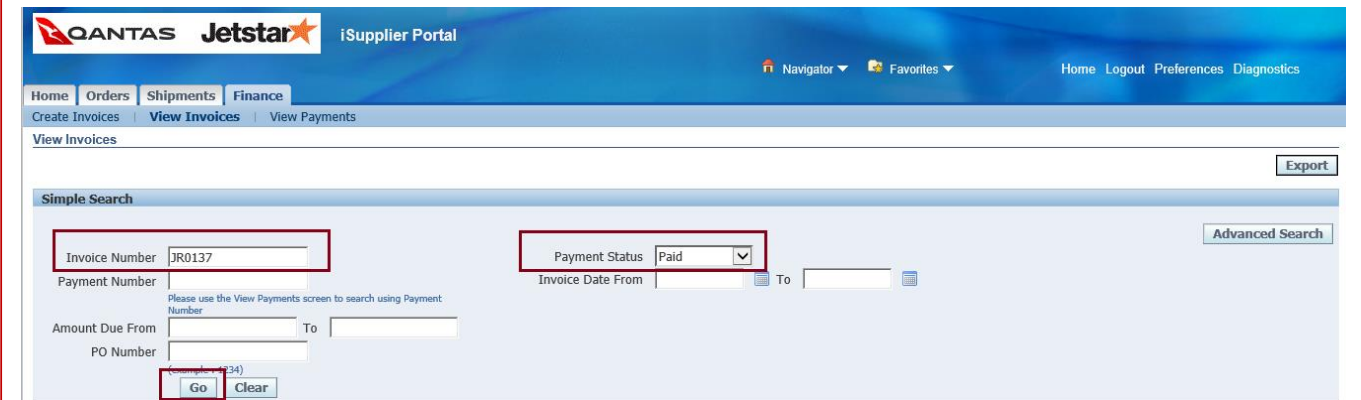 QANTAS Jetstar iSupplier Portal
Navigator Favorites Home Logout Preferences Diagnostics
Home Orders Shipments Finance
Create Invoices | View Invoices | View Payments
View Invoices
Export
Simple Search
Advanced Search
Invoice Number JR0137 Payment Status Paid
Payment Number Invoice Date From To
Please use the View Payments screen to search using Payment
Number
Amount Due From To
PO Number
(example : 1234)
Go Clear